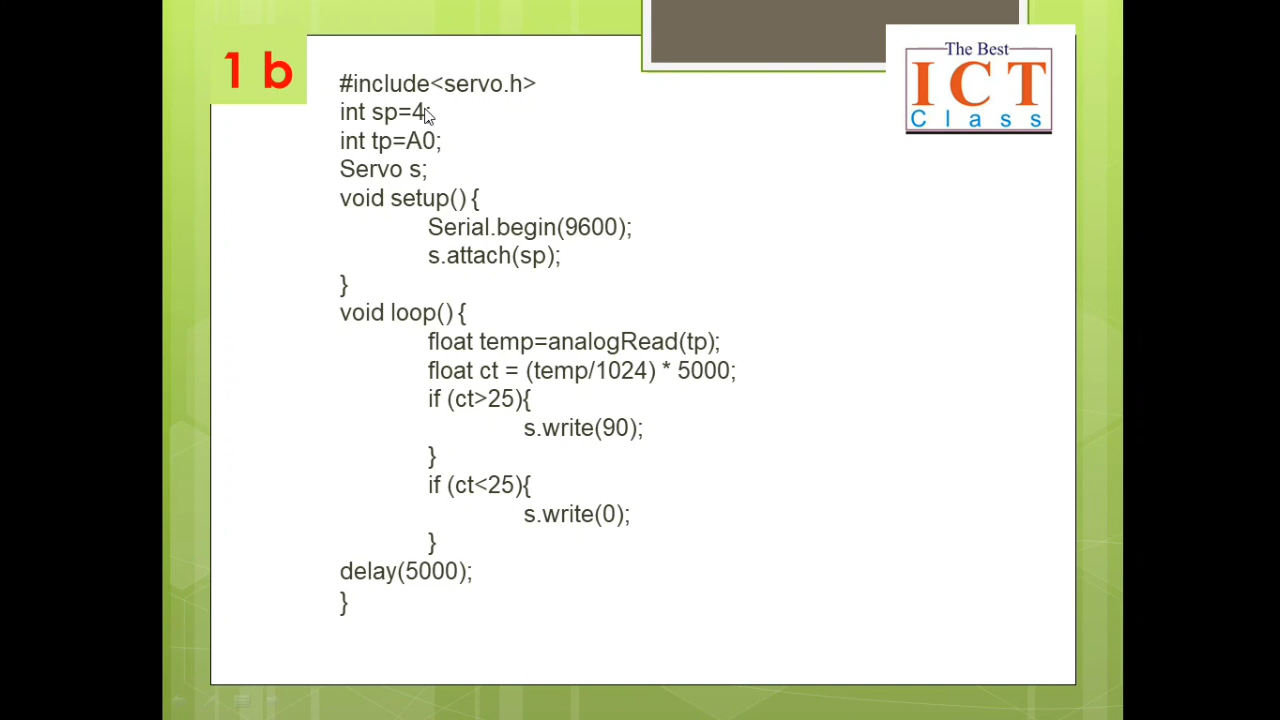 1 b
The Best
ICT
Class
#include<servo.h>
int sp=4;
int tp=A0;
Servo s;
void setup() {
Serial.begin(9600);
s.attach(sp);
}
void loop() {
float temp=analogRead(tp);
float ct = (temp/1024) * 5000;
if (ct>25){
s.write(90);
}
if (ct<25){
s.write(0);
}
delay(5000);
}